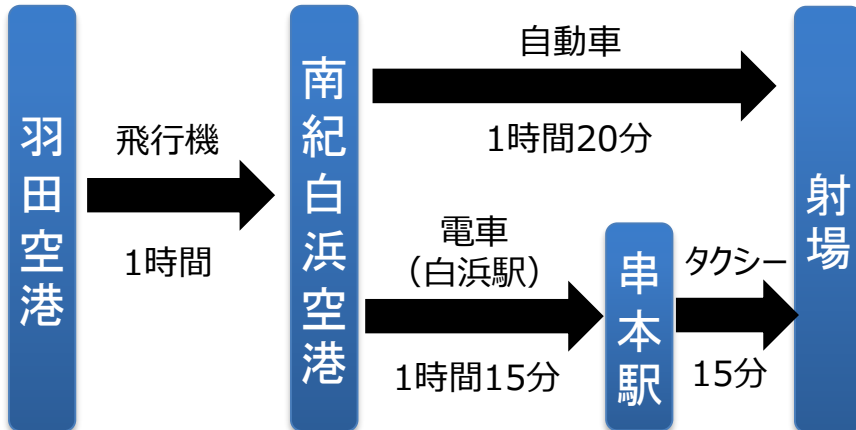 羽田空港
飛行機
1時間
南紀白浜空港
自動車
1時間20分
電車
（白浜駅）
1時間15分
串本駅
タクシー
15分
射場